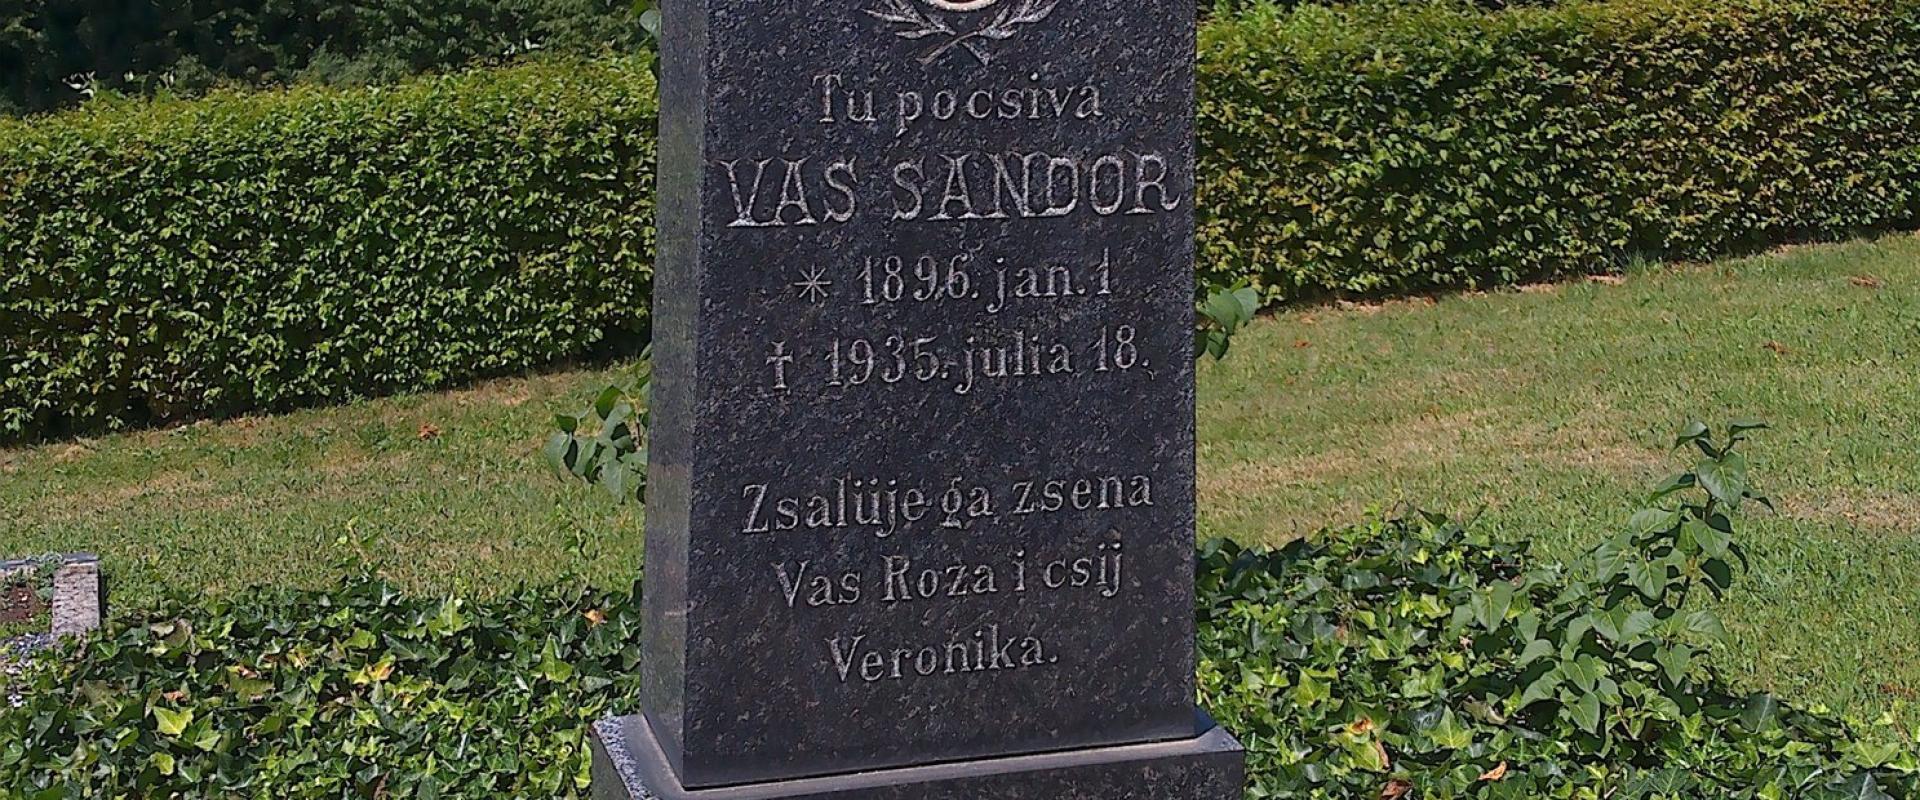 Tu pocsiva
VAS SANDOR
* 1896. jan. 1
† 1935. julia 18.
Zsalüje ga zsena
Vas Roza i csij
Veronika.